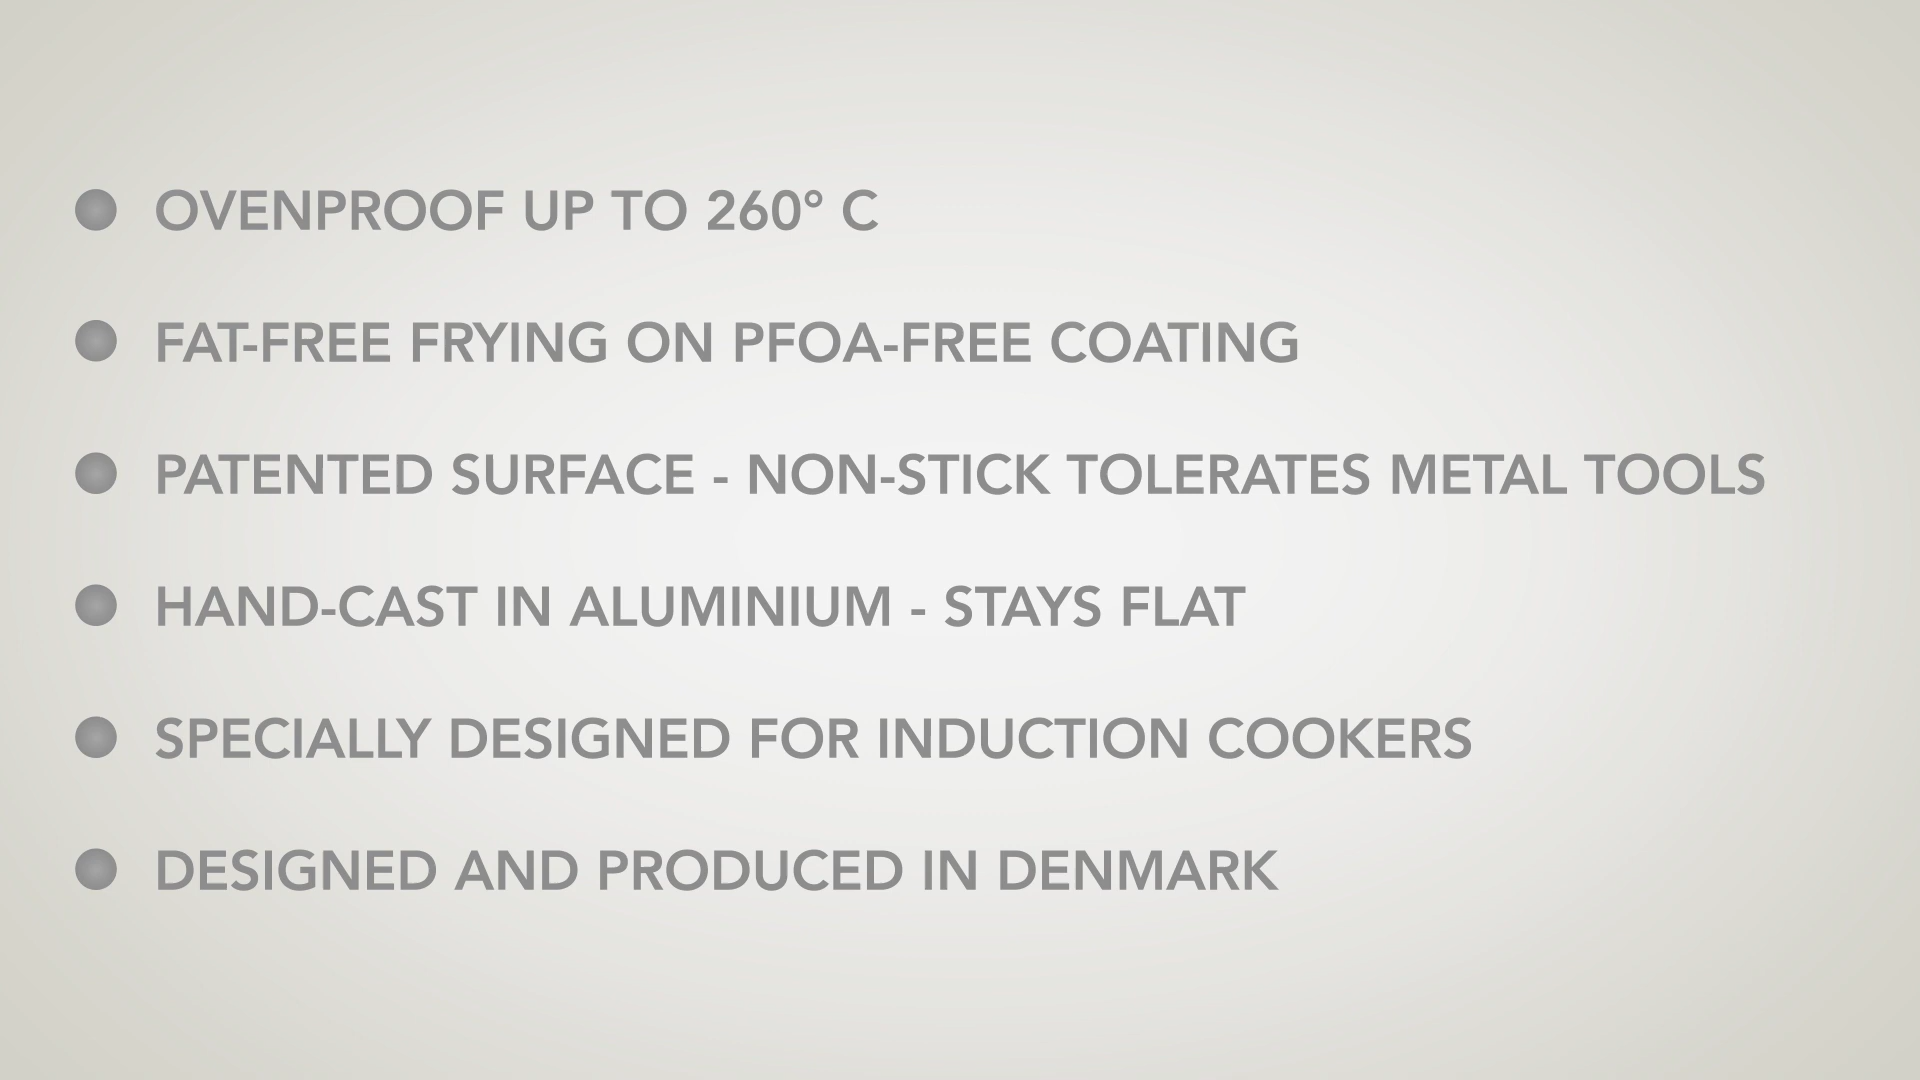 OVENPROOF UP TO 260° C
FAT-FREE FRYING ON PFOA-FREE COATING
PATENTED SURFACE - NON-STICK TOLERATES METAL TOOLS
HAND-CAST IN ALUMINIUM - STAYS FLAT
SPECIALLY DESIGNED FOR INDUCTION COOKERS
DESIGNED AND PRODUCED IN DENMARK